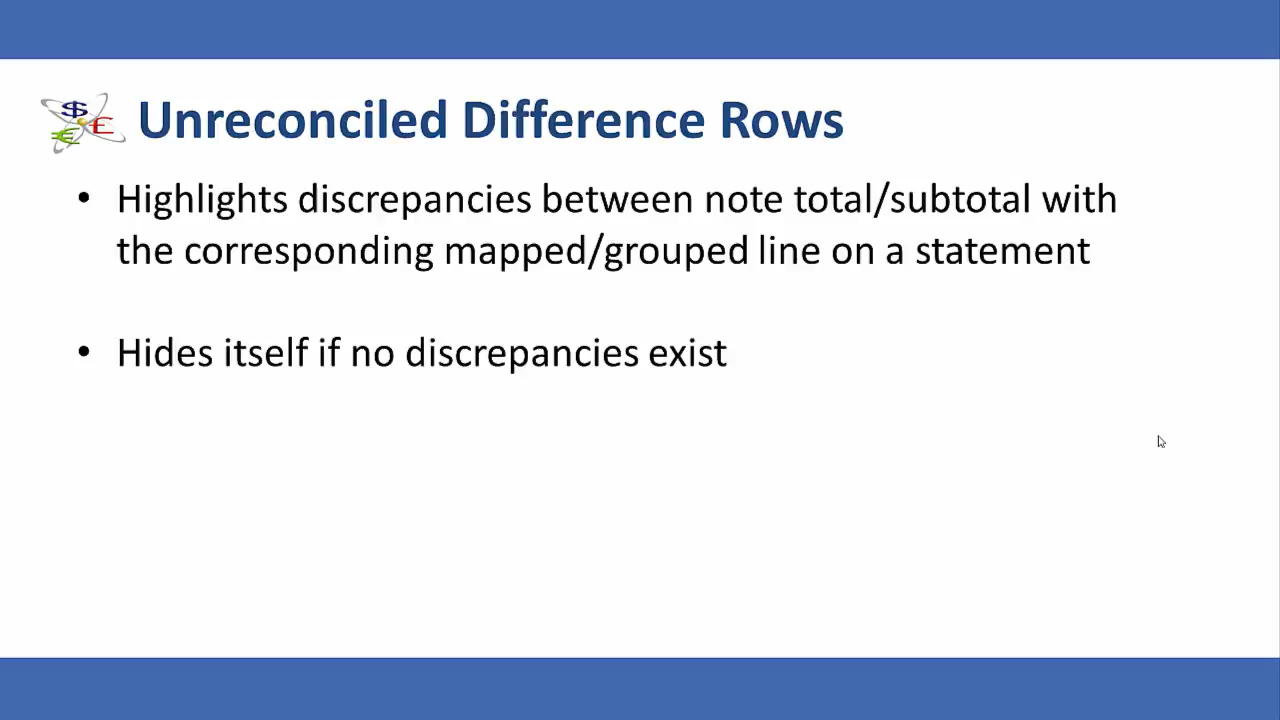 Unreconciled Difference Rows
• Highlights discrepancies between note total/subtotal with
the corresponding mapped/grouped line on a statement
• Hides itself if no discrepancies exist